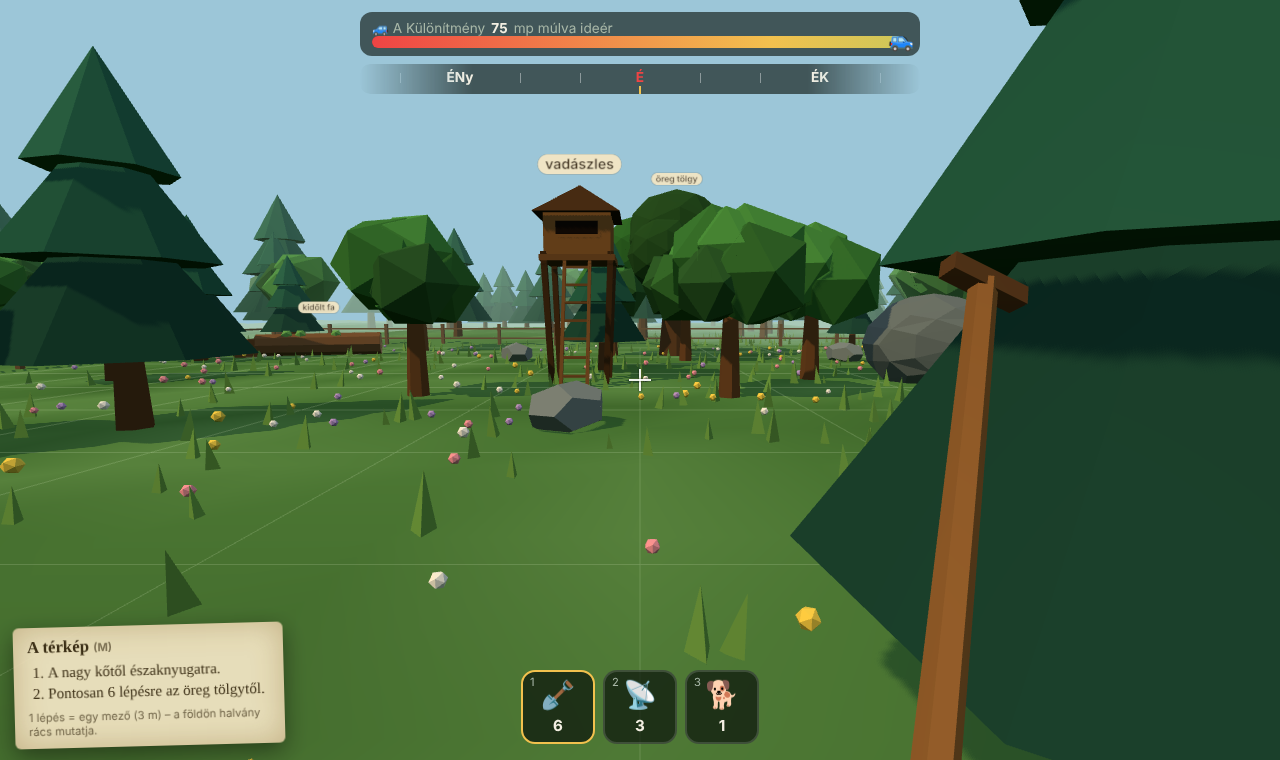 A Különítmény 75 mp múlva ideér
ÉNy É ÉK
vadászles
öreg tölgy
kidőlt fa
A térkép (M)
1. A nagy kőtől északnyugatra.
2. Pontosan 6 lépésre az öreg tölgytől.
1 lépés = egy mező (3 m) – a földön halvány
rács mutatja.
1 2 3
6 3 1